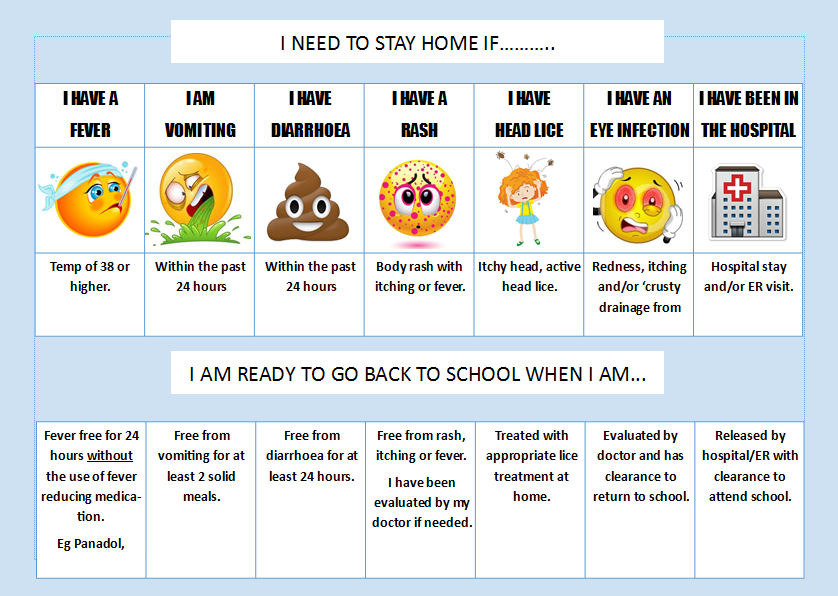 I NEED TO STAY HOME IF………..
I HAVE A
FEVER
I AM
VOMITING
I HAVE
DIARRHOEA
I HAVE A
RASH
I HAVE
HEAD LICE
I HAVE AN
EYE INFECTION
I HAVE BEEN IN
THE HOSPITAL
Temp of 38 or
higher.
Within the past
24 hours
Within the past
24 hours
Body rash with
itching or fever.
Itchy head, active
head lice.
Redness, itching
and/or ‘crusty
drainage from
Hospital stay
and/or ER visit.
I AM READY TO GO BACK TO SCHOOL WHEN I AM...
Fever free for 24
hours without
the use of fever
reducing medica-
tion.
Eg Panadol,
Free from
vomiting for at
least 2 solid
meals.
Free from
diarrhoea for at
least 24 hours.
Free from rash,
itching or fever.
I have been
evaluated by my
doctor if needed.
Treated with
appropriate lice
treatment at
home.
Evaluated by
doctor and has
clearance to
return to school.
Released by
hospital/ER with
clearance to
attend school.